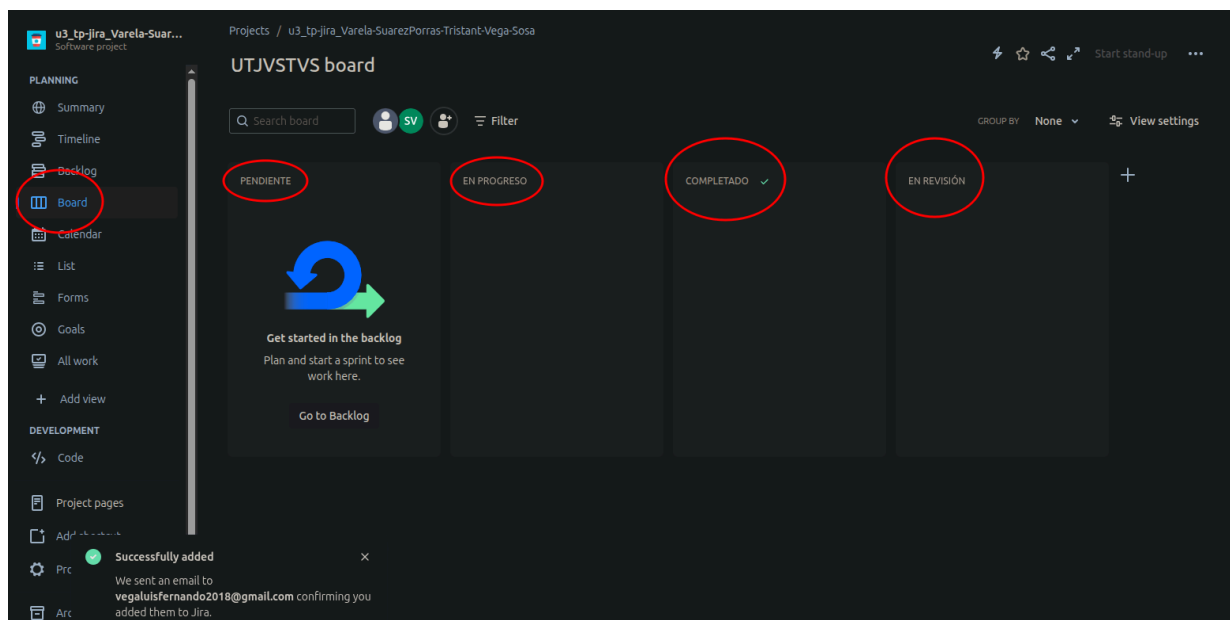 u3_tp-jira_Varela-Suar...
Software project
PLANNING
Summary
Timeline
Backlog
Board
Calendar
List
Forms
Goals
All work
Add view
DEVELOPMENT
Code
Project pages
Add shortcut
Prc
Arc
Projects / u3_tp-jira_Varela-SuarezPorras-Tristant-Vega-Sosa
UTJVSTVS board
Start stand-up
Search board
SV
Filter
GROUP BY None
View settings
PENDIENTE
EN PROGRESO
COMPLETADO
EN REVISIÓN
Get started in the backlog
Plan and start a sprint to see
work here.
Go to Backlog
Successfully added
We sent an email to
vegaluisfernando2018@gmail.com confirming you
added them to Jira.